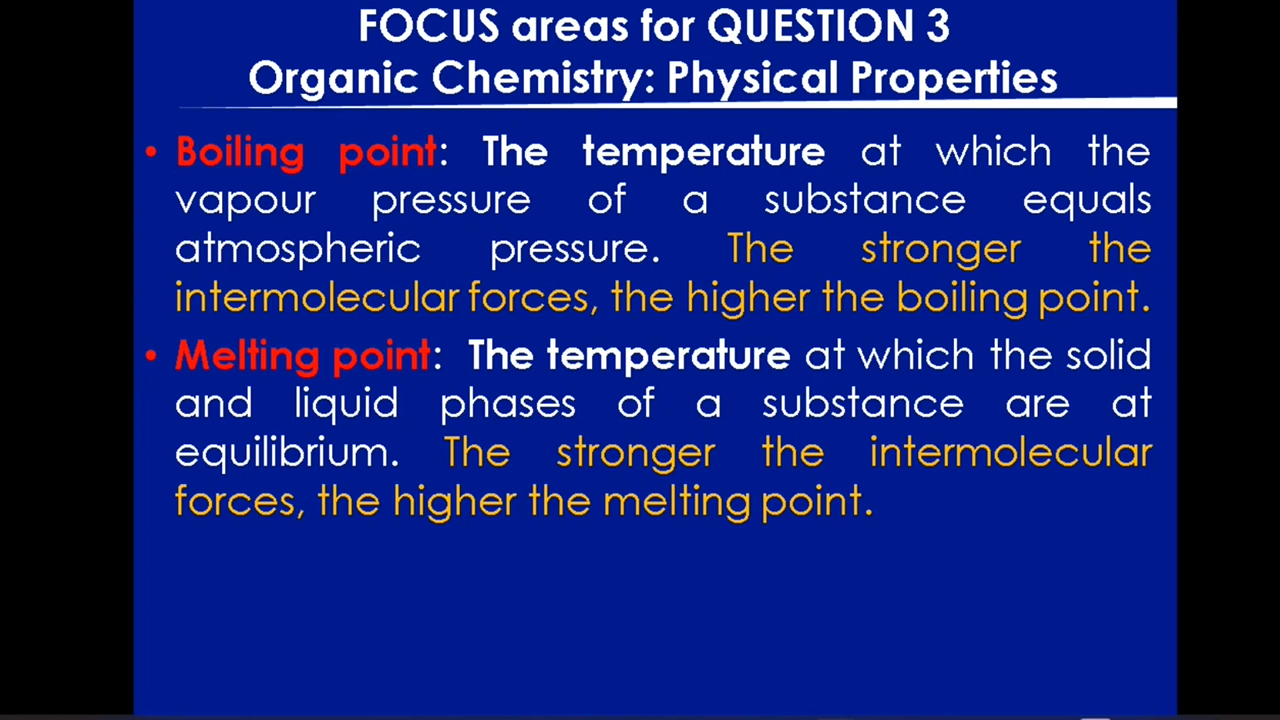 FOCUS areas for QUESTION 3
Organic Chemistry: Physical Properties
• Boiling point: The temperature at which the
vapour pressure of a substance equals
atmospheric pressure. The stronger the
intermolecular forces, the higher the boiling point.
• Melting point: The temperature at which the solid
and liquid phases of a substance are at
equilibrium. The stronger the intermolecular
forces, the higher the melting point.